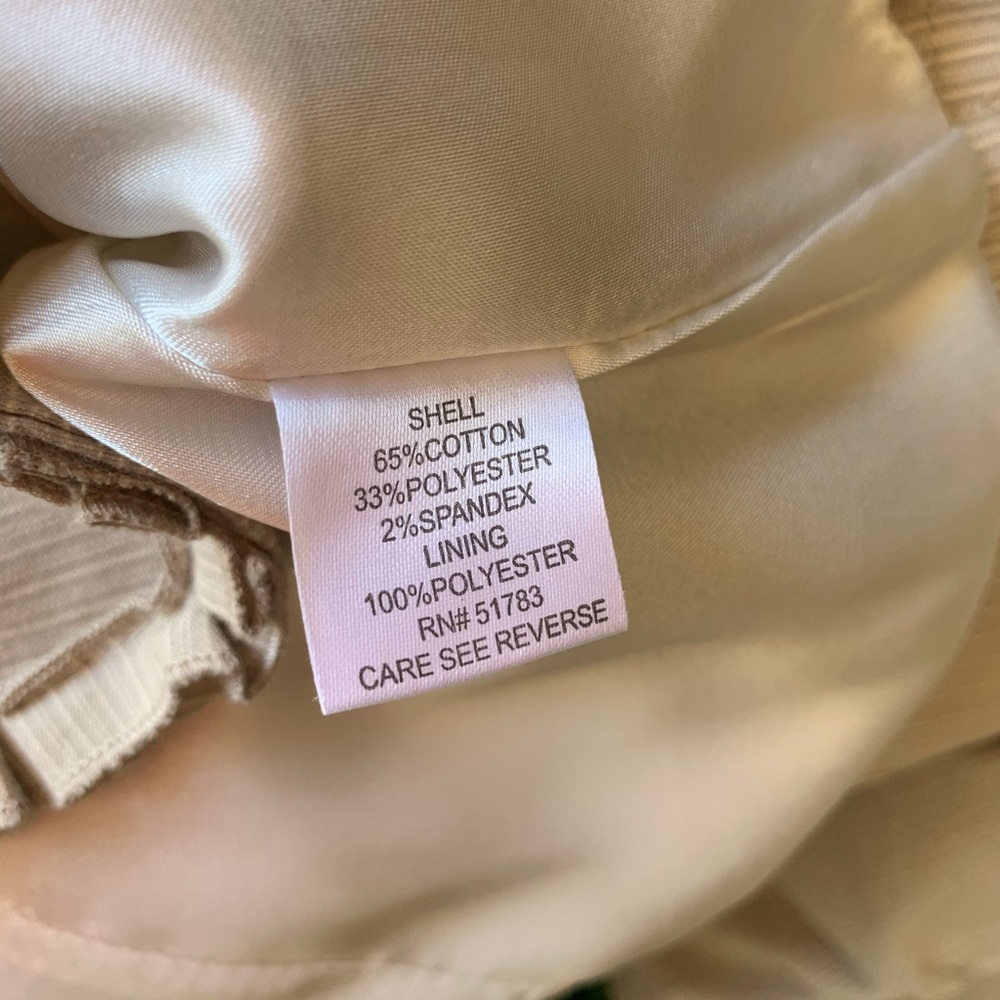 SHELL
65%COTTON
33%POLYESTER
2%SPANDEX
LINING
100%POLYESTER
RN# 51783
CARE SEE REVERSE